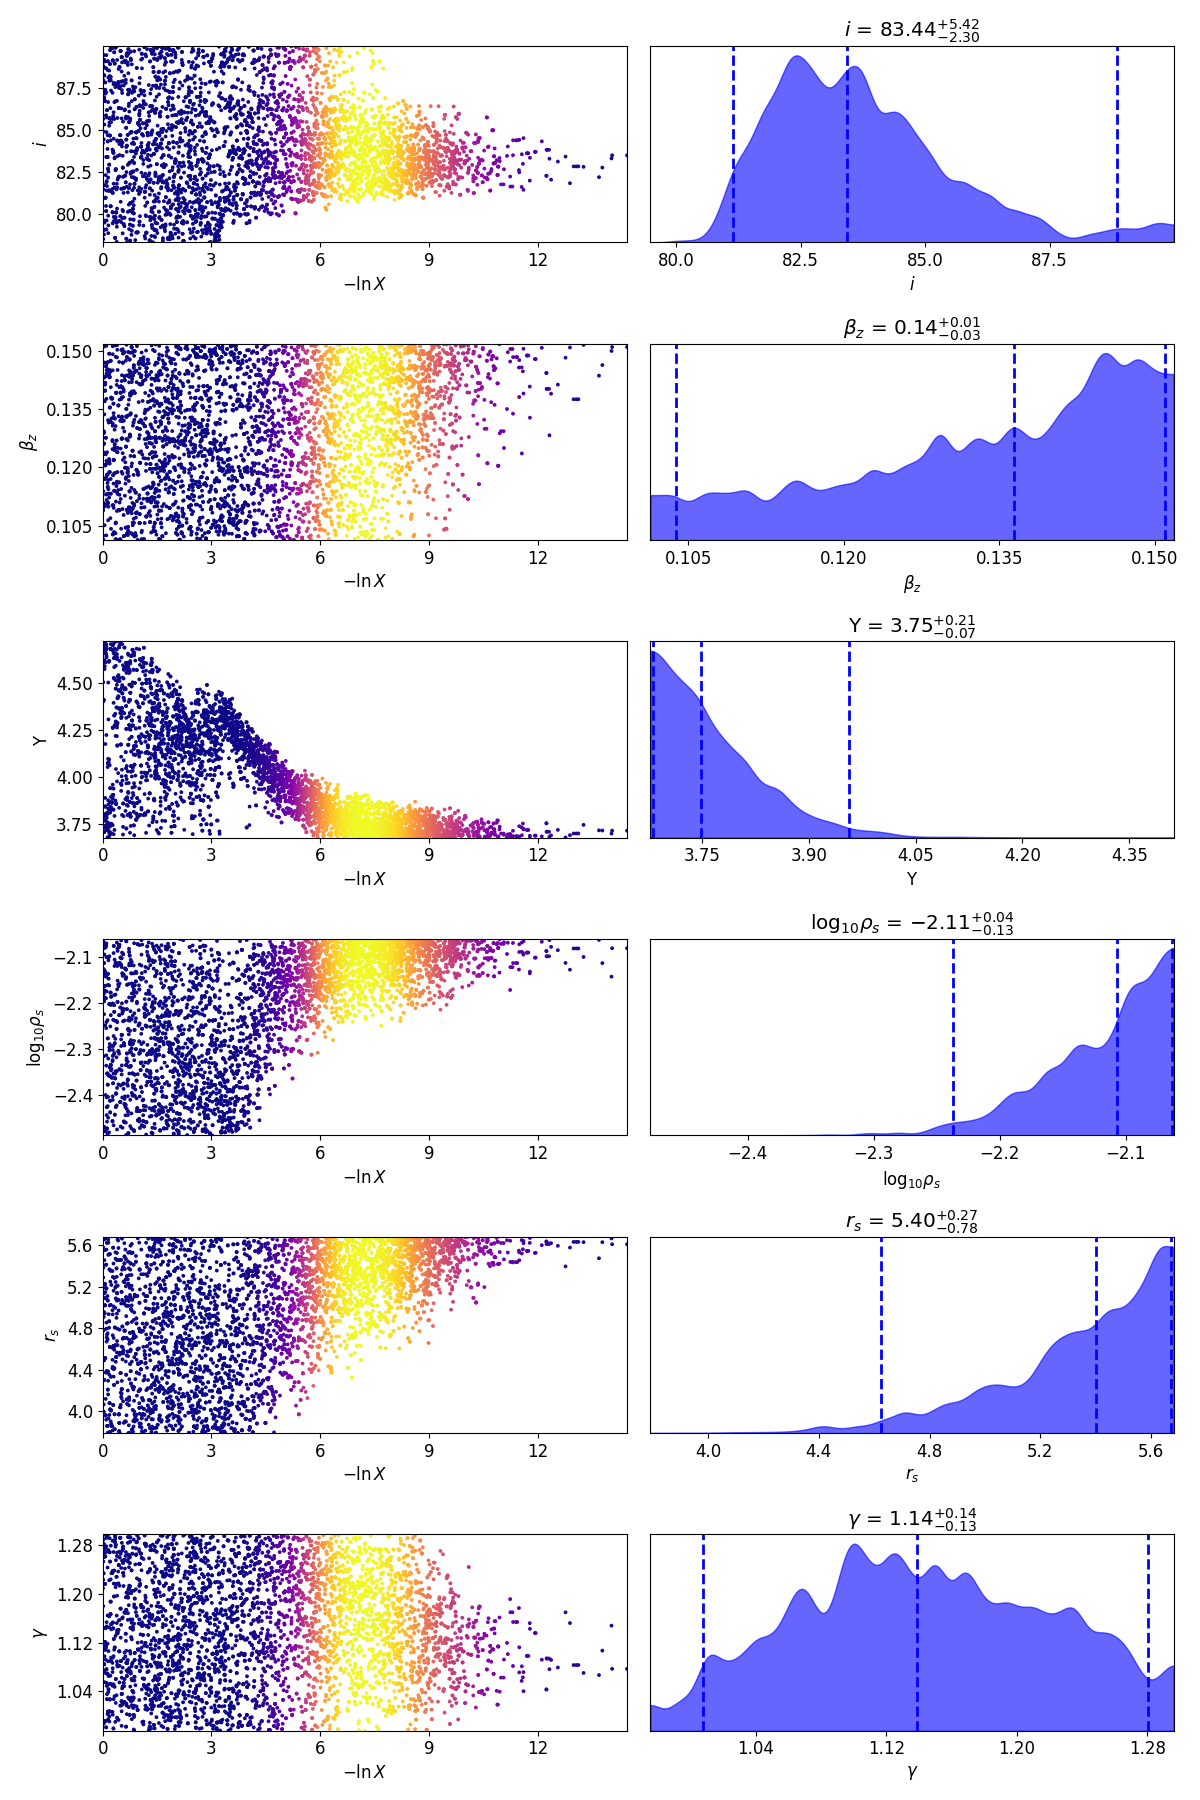 i = 83.44+5.42−2.30
87.5
85.0
82.5
80.0
i
0 3 6 9 12
−ln X
80.0 82.5 85.0 87.5
i
βz = 0.14+0.01−0.03
0.150
0.135
0.120
0.105
βz
0 3 6 9 12
−ln X
0.105 0.120 0.135 0.150
βz
Y = 3.75+0.21−0.07
4.50
4.25
4.00
3.75
Y
0 3 6 9 12
−ln X
3.75 3.90 4.05 4.20 4.35
Y
log10ρs = −2.11+0.04−0.13
−2.1
−2.2
−2.3
−2.4
log10ρs
0 3 6 9 12
−ln X
−2.4 −2.3 −2.2 −2.1
log10ρs
rs = 5.40+0.27−0.78
5.6
5.2
4.8
4.4
4.0
rs
0 3 6 9 12
−ln X
4.0 4.4 4.8 5.2 5.6
rs
γ = 1.14+0.14−0.13
1.28
1.20
1.12
1.04
γ
0 3 6 9 12
−ln X
1.04 1.12 1.20 1.28
γ